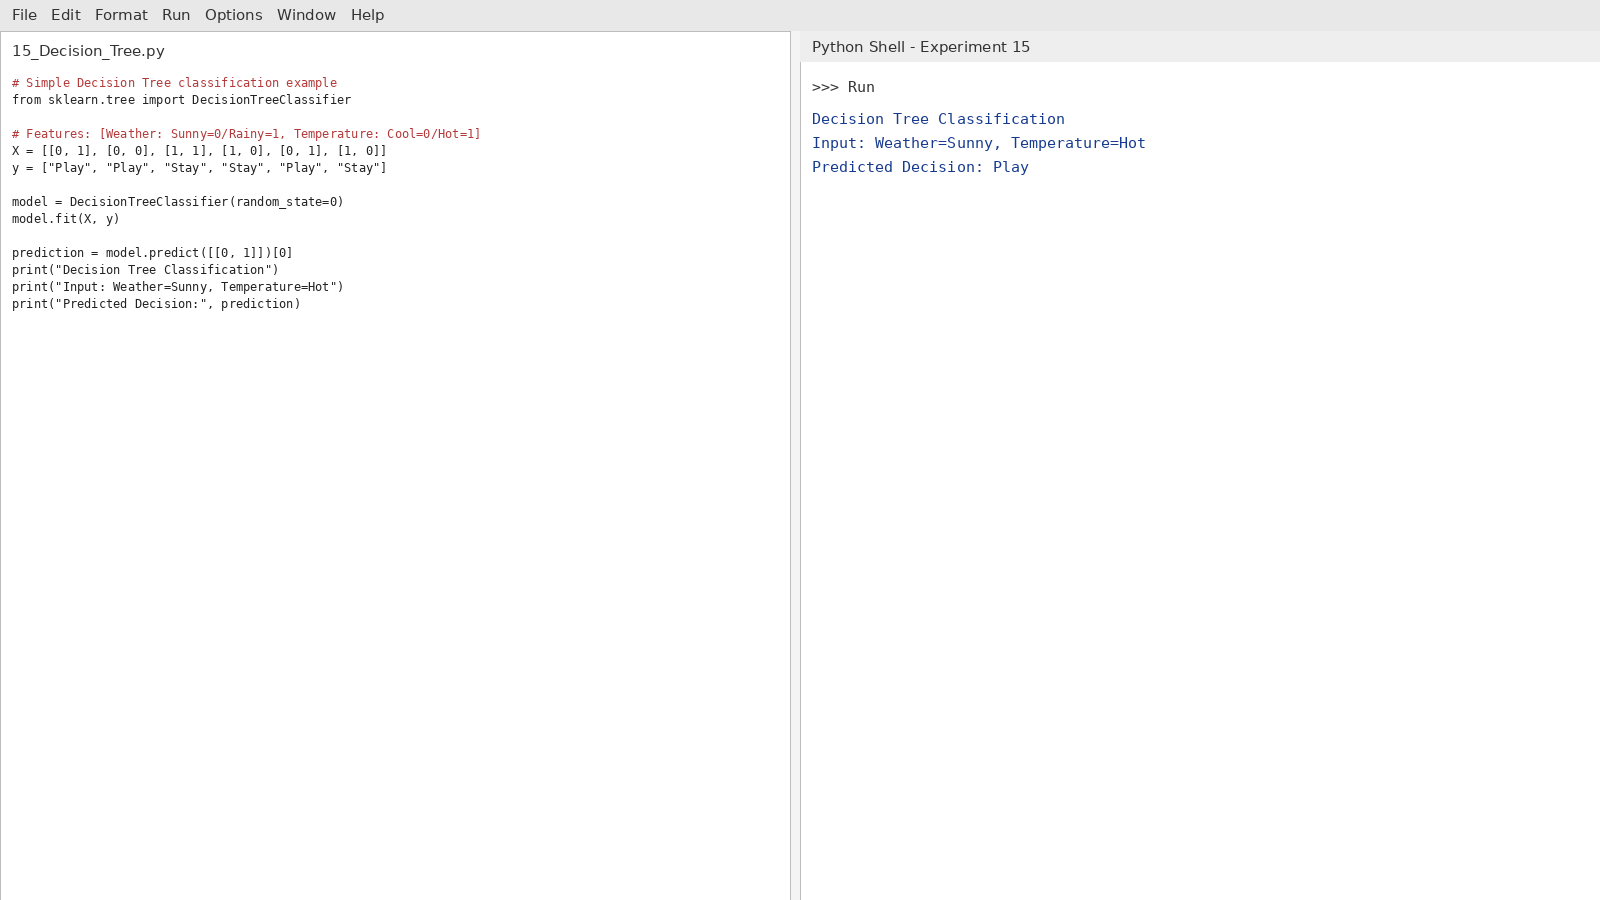 File Edit Format Run Options Window Help
15_Decision_Tree.py
# Simple Decision Tree classification example
from sklearn.tree import DecisionTreeClassifier
# Features: [Weather: Sunny=0/Rainy=1, Temperature: Cool=0/Hot=1]
X = [[0, 1], [0, 0], [1, 1], [1, 0], [0, 1], [1, 0]]
y = ["Play", "Play", "Stay", "Stay", "Play", "Stay"]
model = DecisionTreeClassifier(random_state=0)
model.fit(X, y)
prediction = model.predict([[0, 1]])[0]
print("Decision Tree Classification")
print("Input: Weather=Sunny, Temperature=Hot")
print("Predicted Decision:", prediction)
Python Shell - Experiment 15
>>> Run
Decision Tree Classification
Input: Weather=Sunny, Temperature=Hot
Predicted Decision: Play